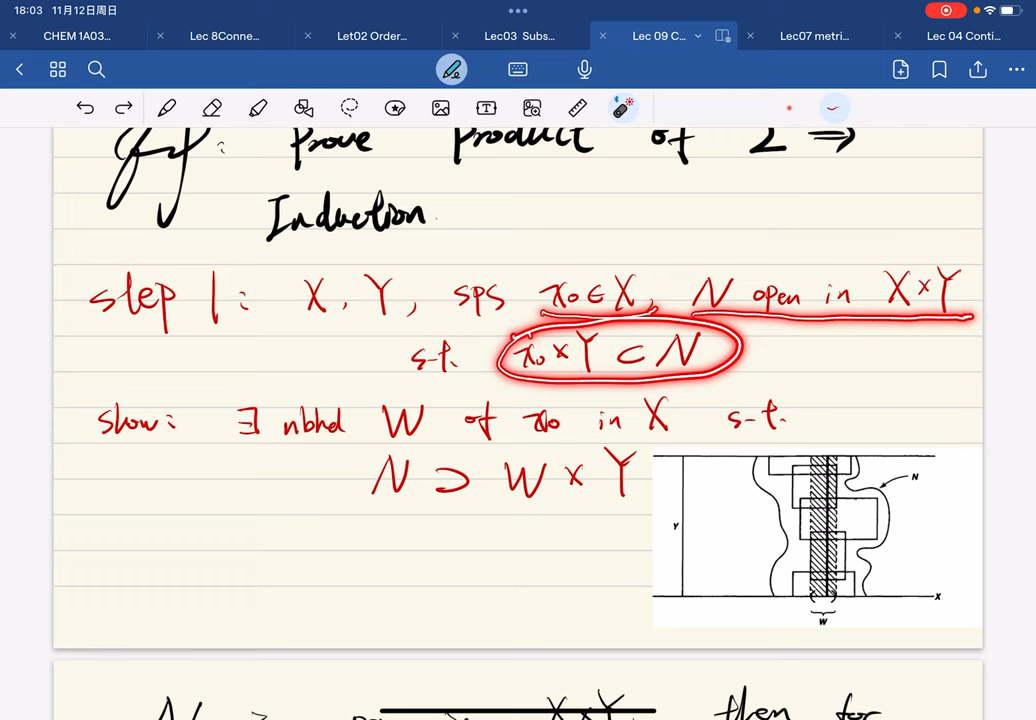 18:03 11月12日周日
CHEM 1A03... Lec 8Conne... Let02 Order... Lec03 Subs... Lec 09 C... Lec07 metri... Lec 04 Conti...
: Prove product of 2 ⇒
Induction
step 1: X, Y, sps x₀ ∈ X, N open in X × Y
s.t. x₀ × Y ⊂ N
show: ∃ nbhd W of x₀ in X s-t.
N ⊃ W × Y
N
Y
X
W
X × Y then for